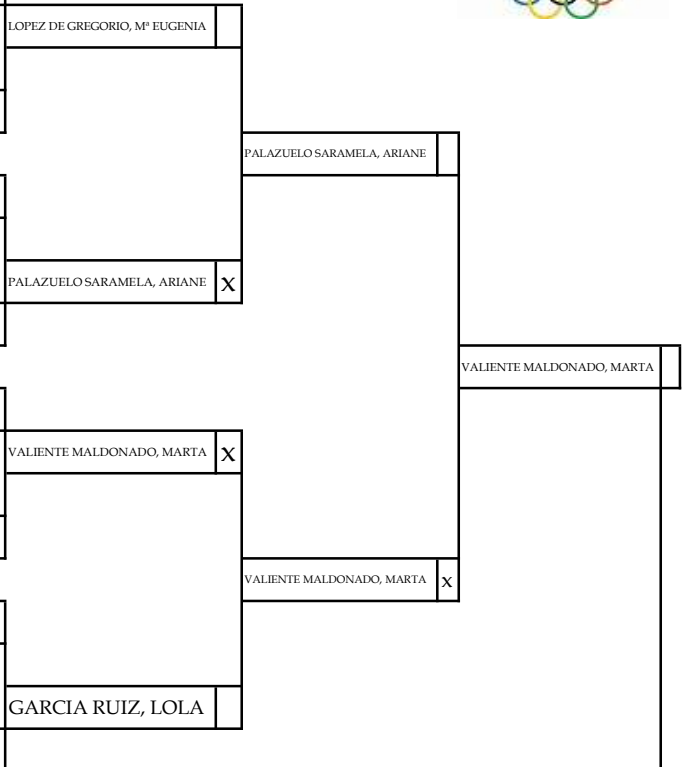 LOPEZ DE GREGORIO, Mª EUGENIA
PALAZUELO SARAMELA, ARIANE
PALAZUELO SARAMELA, ARIANE X
VALIENTE MALDONADO, MARTA
VALIENTE MALDONADO, MARTA X
VALIENTE MALDONADO, MARTA x
GARCIA RUIZ, LOLA